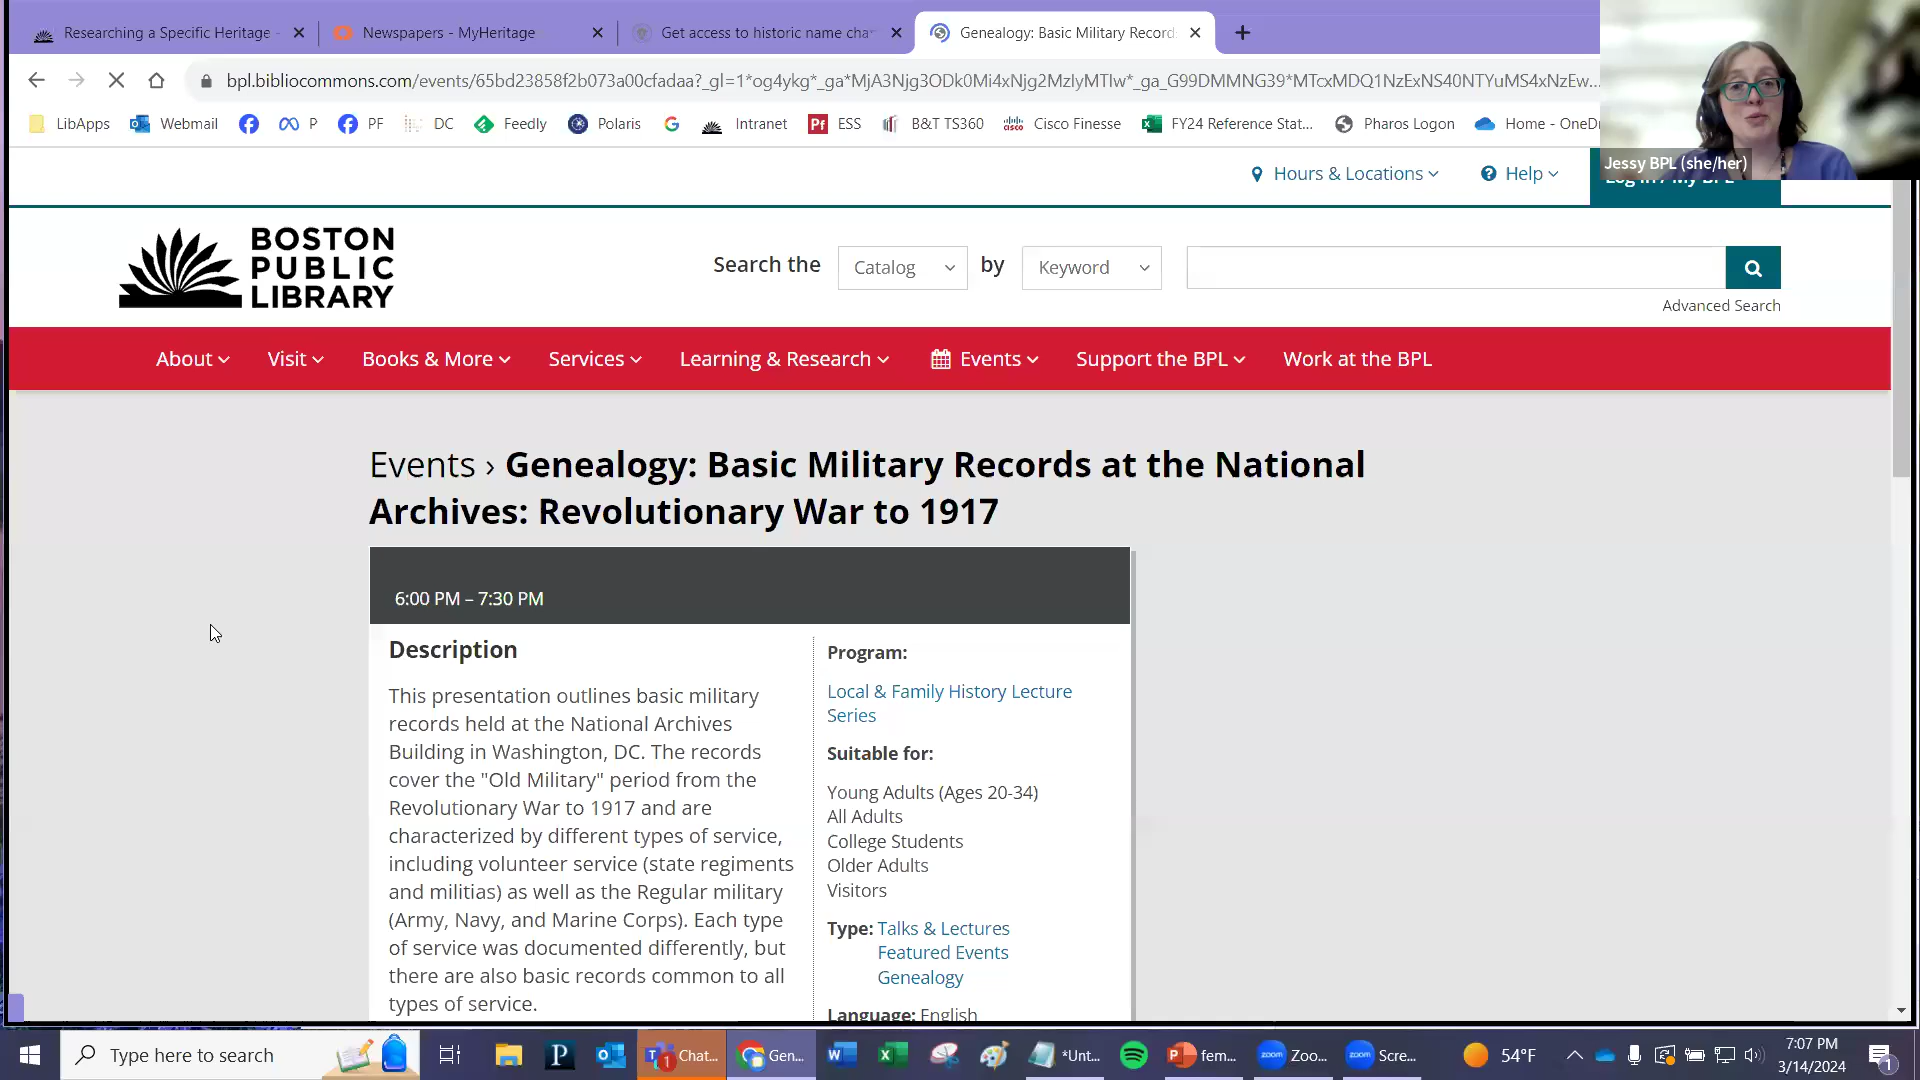 Researching a Specific Heritage
Newspapers - MyHeritage
Get access to historic name cha
Genealogy: Basic Military Record
bpl.bibliocommons.com/events/65bd23858f2b073a00cfadaa?_gl=1*og4ykg*_ga*MjA3Njg3ODk0Mi4xNjg2MzIyMTIw*_ga_G99DMMNG39*MTcxMDQ1NzExNS40NTYuMS4xNzEw...
LibApps
Webmail
P
PF
DC
Feedly
Polaris
Intranet
Pf ESS
B&T TS360
cisco Cisco Finesse
FY24 Reference Stat...
Pharos Logon
Home - OneD
Jessy BPL (she/her)
Hours & Locations
Help
BOSTON
PUBLIC
LIBRARY
Search the
Catalog
by
Keyword
Advanced Search
About
Visit
Books & More
Services
Learning & Research
Events
Support the BPL
Work at the BPL
Events › Genealogy: Basic Military Records at the National
Archives: Revolutionary War to 1917
6:00 PM – 7:30 PM
Description
This presentation outlines basic military
records held at the National Archives
Building in Washington, DC. The records
cover the "Old Military" period from the
Revolutionary War to 1917 and are
characterized by different types of service,
including volunteer service (state regiments
and militias) as well as the Regular military
(Army, Navy, and Marine Corps). Each type
of service was documented differently, but
there are also basic records common to all
types of service.
Program:
Local & Family History Lecture
Series
Suitable for:
Young Adults (Ages 20-34)
All Adults
College Students
Older Adults
Visitors
Type: Talks & Lectures
Featured Events
Genealogy
Language: English
Type here to search
Chat...
1
Gen...
*Unt...
fem...
zoom Zoo...
zoom Scre...
54°F
7:07 PM
3/14/2024
1